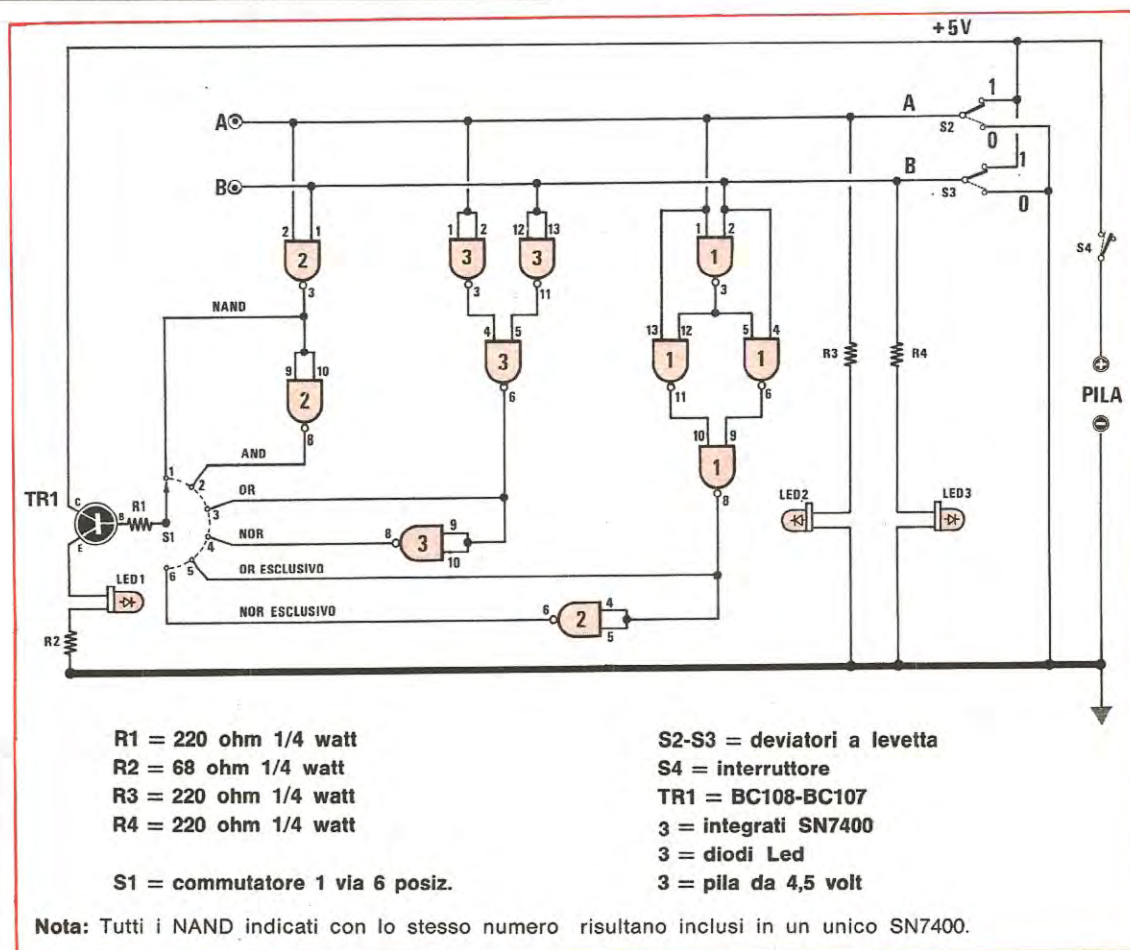 +5V
A
A
1
S2
0
B
B
1
S3
0
2
1
2
3
1
2
3
3
12
13
3
11
1
2
1
3
S4
NAND
4
5
3
6
13
12
1
11
5
4
1
6
R3
R4
PILA
9
10
2
8
10
9
1
8
AND
TR1
C
B
E
R1
S1
1
2
3
4
5
6
OR
NOR
8
3
9
10
LED2
LED3
OR ESCLUSIVO
LED1
NOR ESCLUSIVO
6
2
4
5
R2
R1 = 220 ohm 1/4 watt
R2 = 68 ohm 1/4 watt
R3 = 220 ohm 1/4 watt
R4 = 220 ohm 1/4 watt
S1 = commutatore 1 via 6 posiz.
S2-S3 = deviatori a levetta
S4 = interruttore
TR1 = BC108-BC107
3 = integrati SN7400
3 = diodi Led
3 = pila da 4,5 volt
Nota: Tutti i NAND indicati con lo stesso numero risultano inclusi in un unico SN7400.